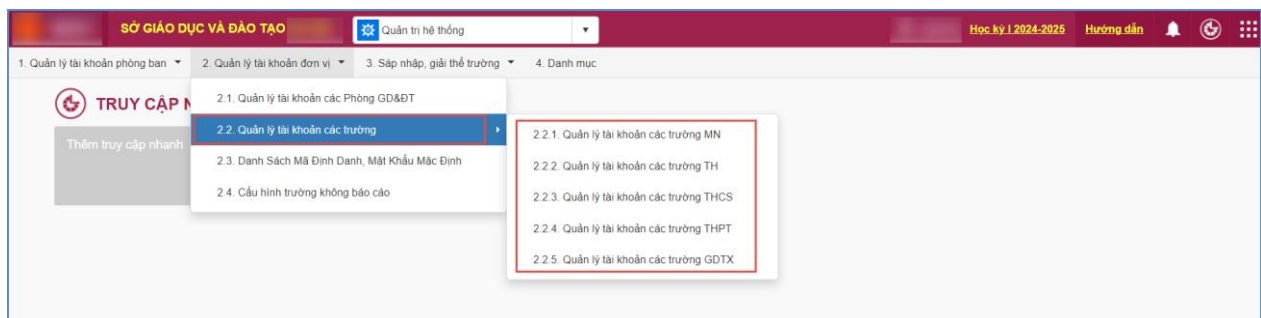 SỞ GIÁO DỤC VÀ ĐÀO TẠO
Quản trị hệ thống
Học kỳ I 2024-2025
Hướng dẫn
1. Quản lý tài khoản phòng ban
2. Quản lý tài khoản đơn vị
3. Sáp nhập, giải thể trường
4. Danh mục
TRUY CẬP
Thêm truy cập nhanh
2.1. Quản lý tài khoản các Phòng GD&ĐT
2.2. Quản lý tài khoản các trường
2.3. Danh Sách Mã Định Danh, Mật Khẩu Mặc Định
2.4. Cấu hình trường không báo cáo
2.2.1. Quản lý tài khoản các trường MN
2.2.2. Quản lý tài khoản các trường TH
2.2.3. Quản lý tài khoản các trường THCS
2.2.4. Quản lý tài khoản các trường THPT
2.2.5. Quản lý tài khoản các trường GDTX